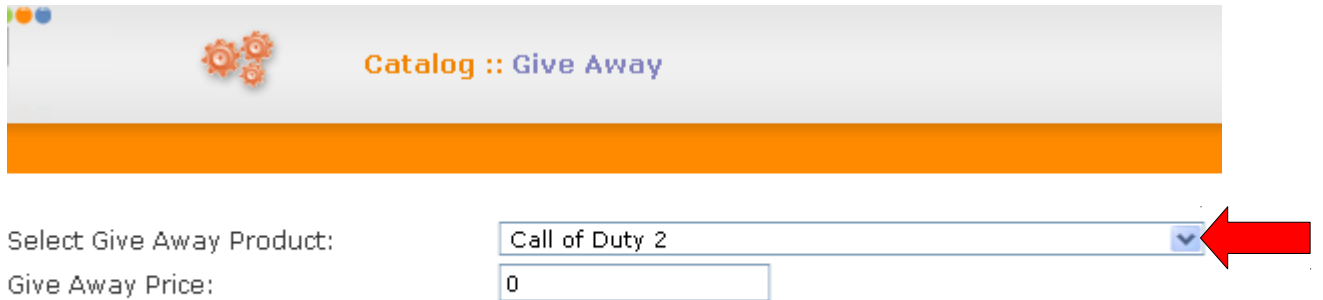 Catalog :: Give Away
Select Give Away Product: Call of Duty 2
Give Away Price: 0